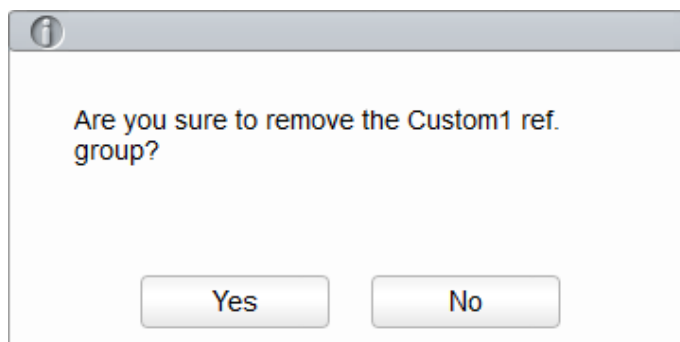 Are you sure to remove the Custom1 ref.
group?
Yes No